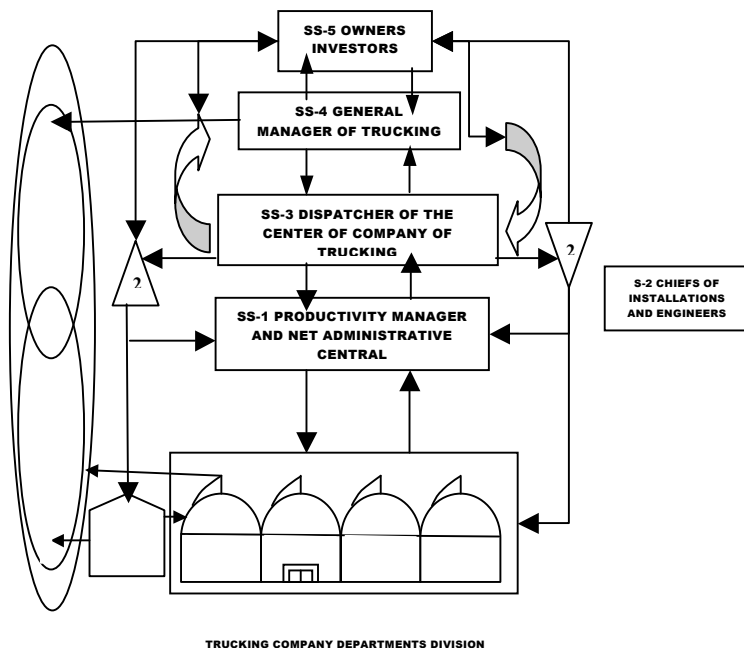 SS-5 OWNERS
INVESTORS
SS-4 GENERAL
MANAGER OF TRUCKING
SS-3 DISPATCHER OF THE
CENTER OF COMPANY OF
TRUCKING
2
2
S-2 CHIEFS OF
INSTALLATIONS
AND ENGINEERS
SS-1 PRODUCTIVITY MANAGER
AND NET ADMINISTRATIVE
CENTRAL
TRUCKING COMPANY DEPARTMENTS DIVISION